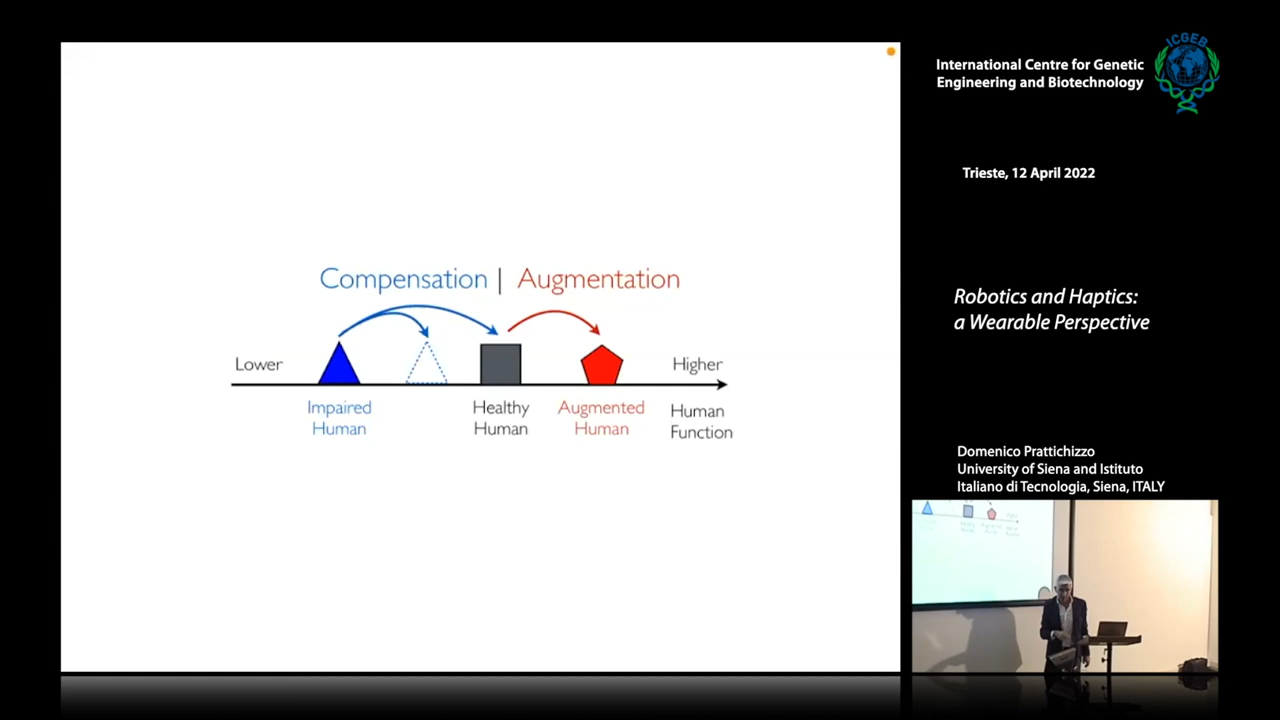 Compensation | Augmentation
Lower
Higher
Impaired
Human
Healthy
Human
Augmented
Human
Human
Function
ICGEB
International Centre for Genetic
Engineering and Biotechnology
Trieste, 12 April 2022
Robotics and Haptics:
a Wearable Perspective
Domenico Prattichizzo
University of Siena and Istituto
Italiano di Tecnologia, Siena, ITALY